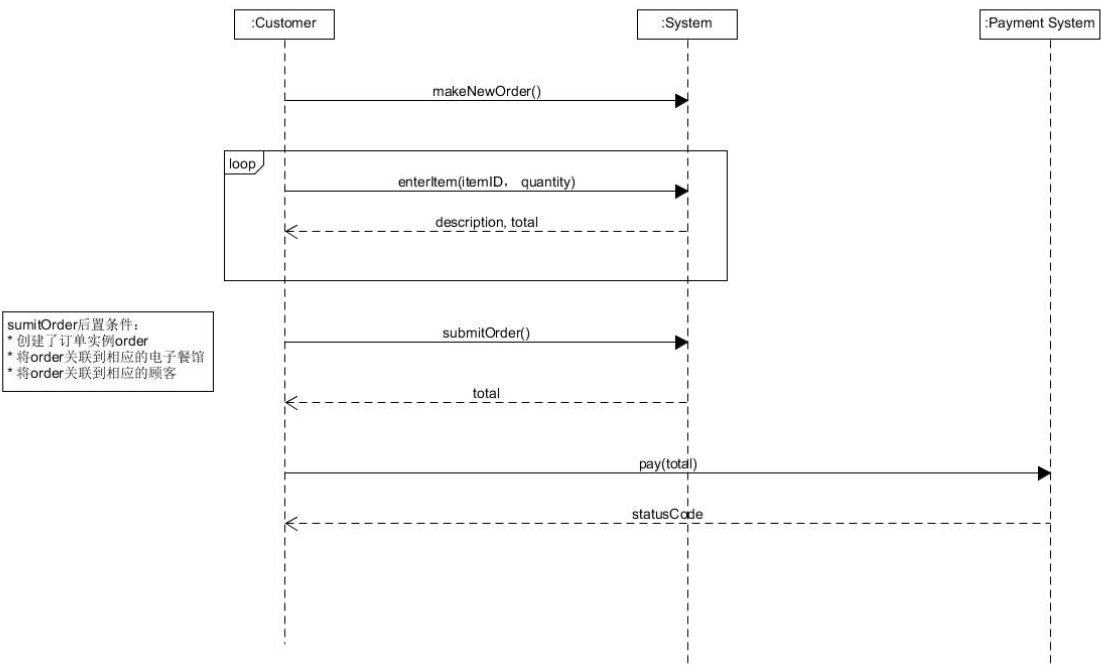 :Customer
:System
:Payment System
makeNewOrder()
loop
enterItem(itemID， quantity)
description, total
sumitOrder后置条件：
* 创建了订单实例order
* 将order关联到相应的电子餐馆
* 将order关联到相应的顾客
submitOrder()
total
pay(total)
statusCode